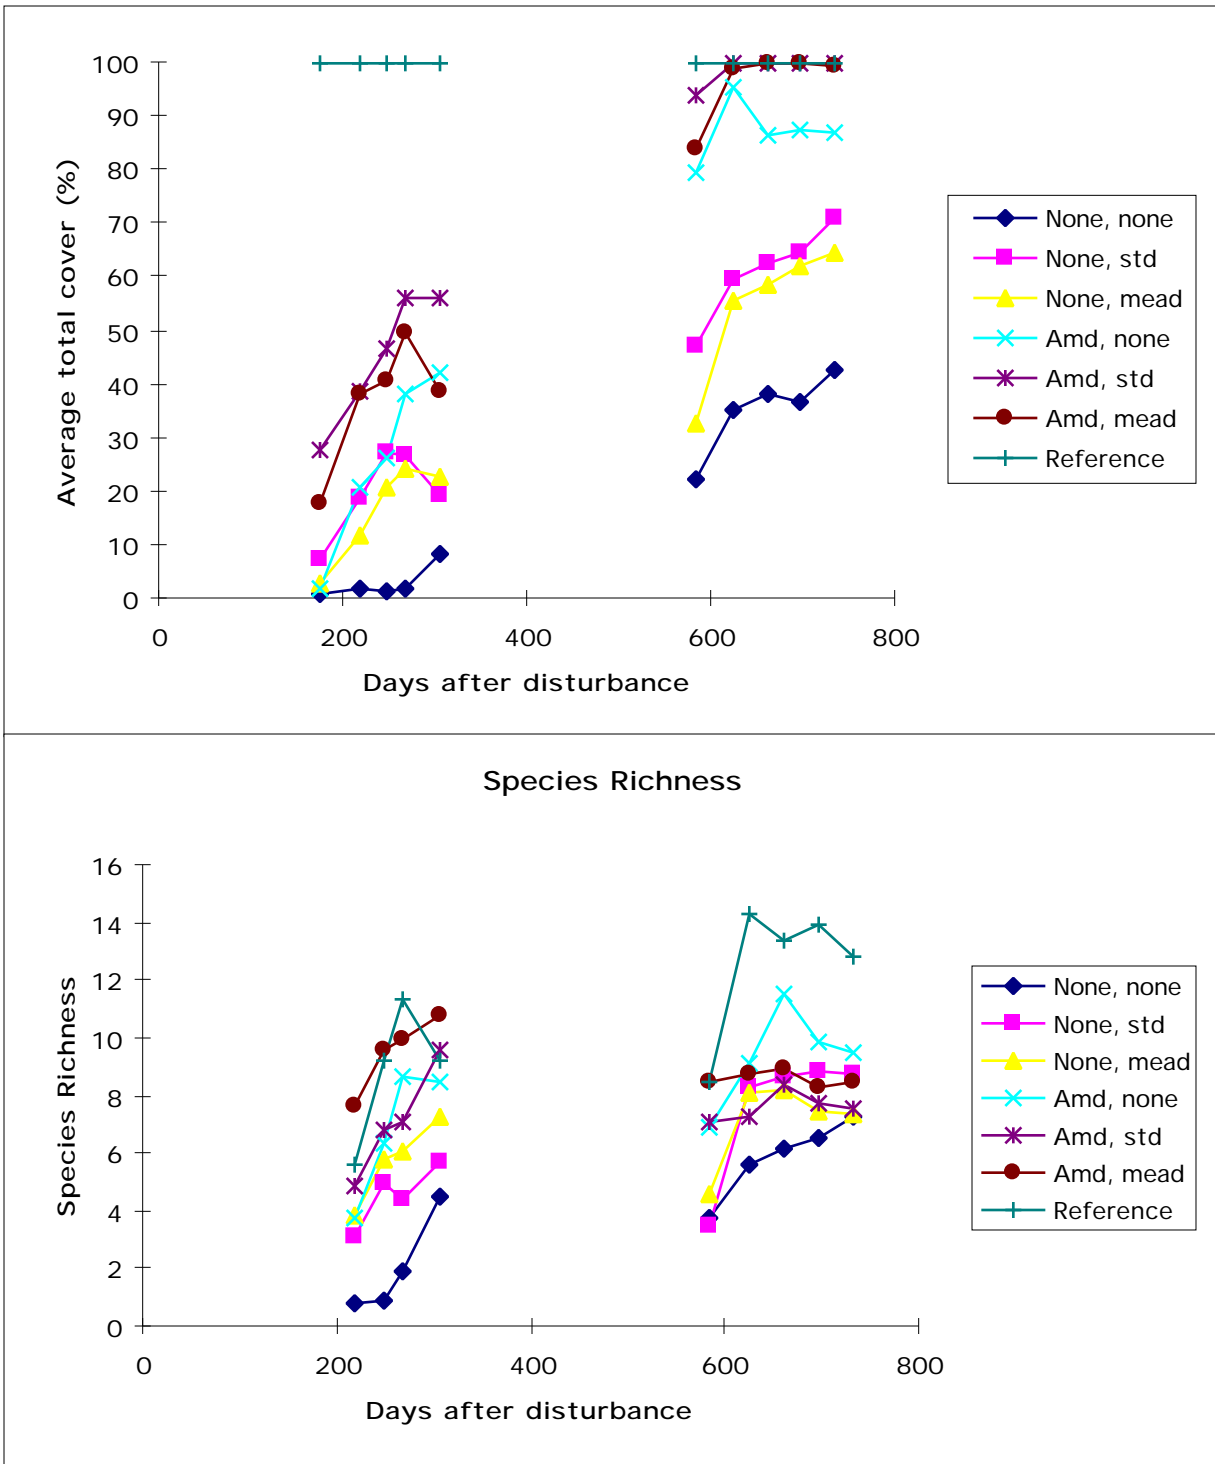 100
90
80
70
60
50
40
30
20
10
0
Average total cover (%)
0 200 400 600 800
Days after disturbance
None, none
None, std
None, mead
Amd, none
Amd, std
Amd, mead
Reference
Species Richness
16
14
12
10
8
6
4
2
0
Species Richness
0 200 400 600 800
Days after disturbance
None, none
None, std
None, mead
Amd, none
Amd, std
Amd, mead
Reference